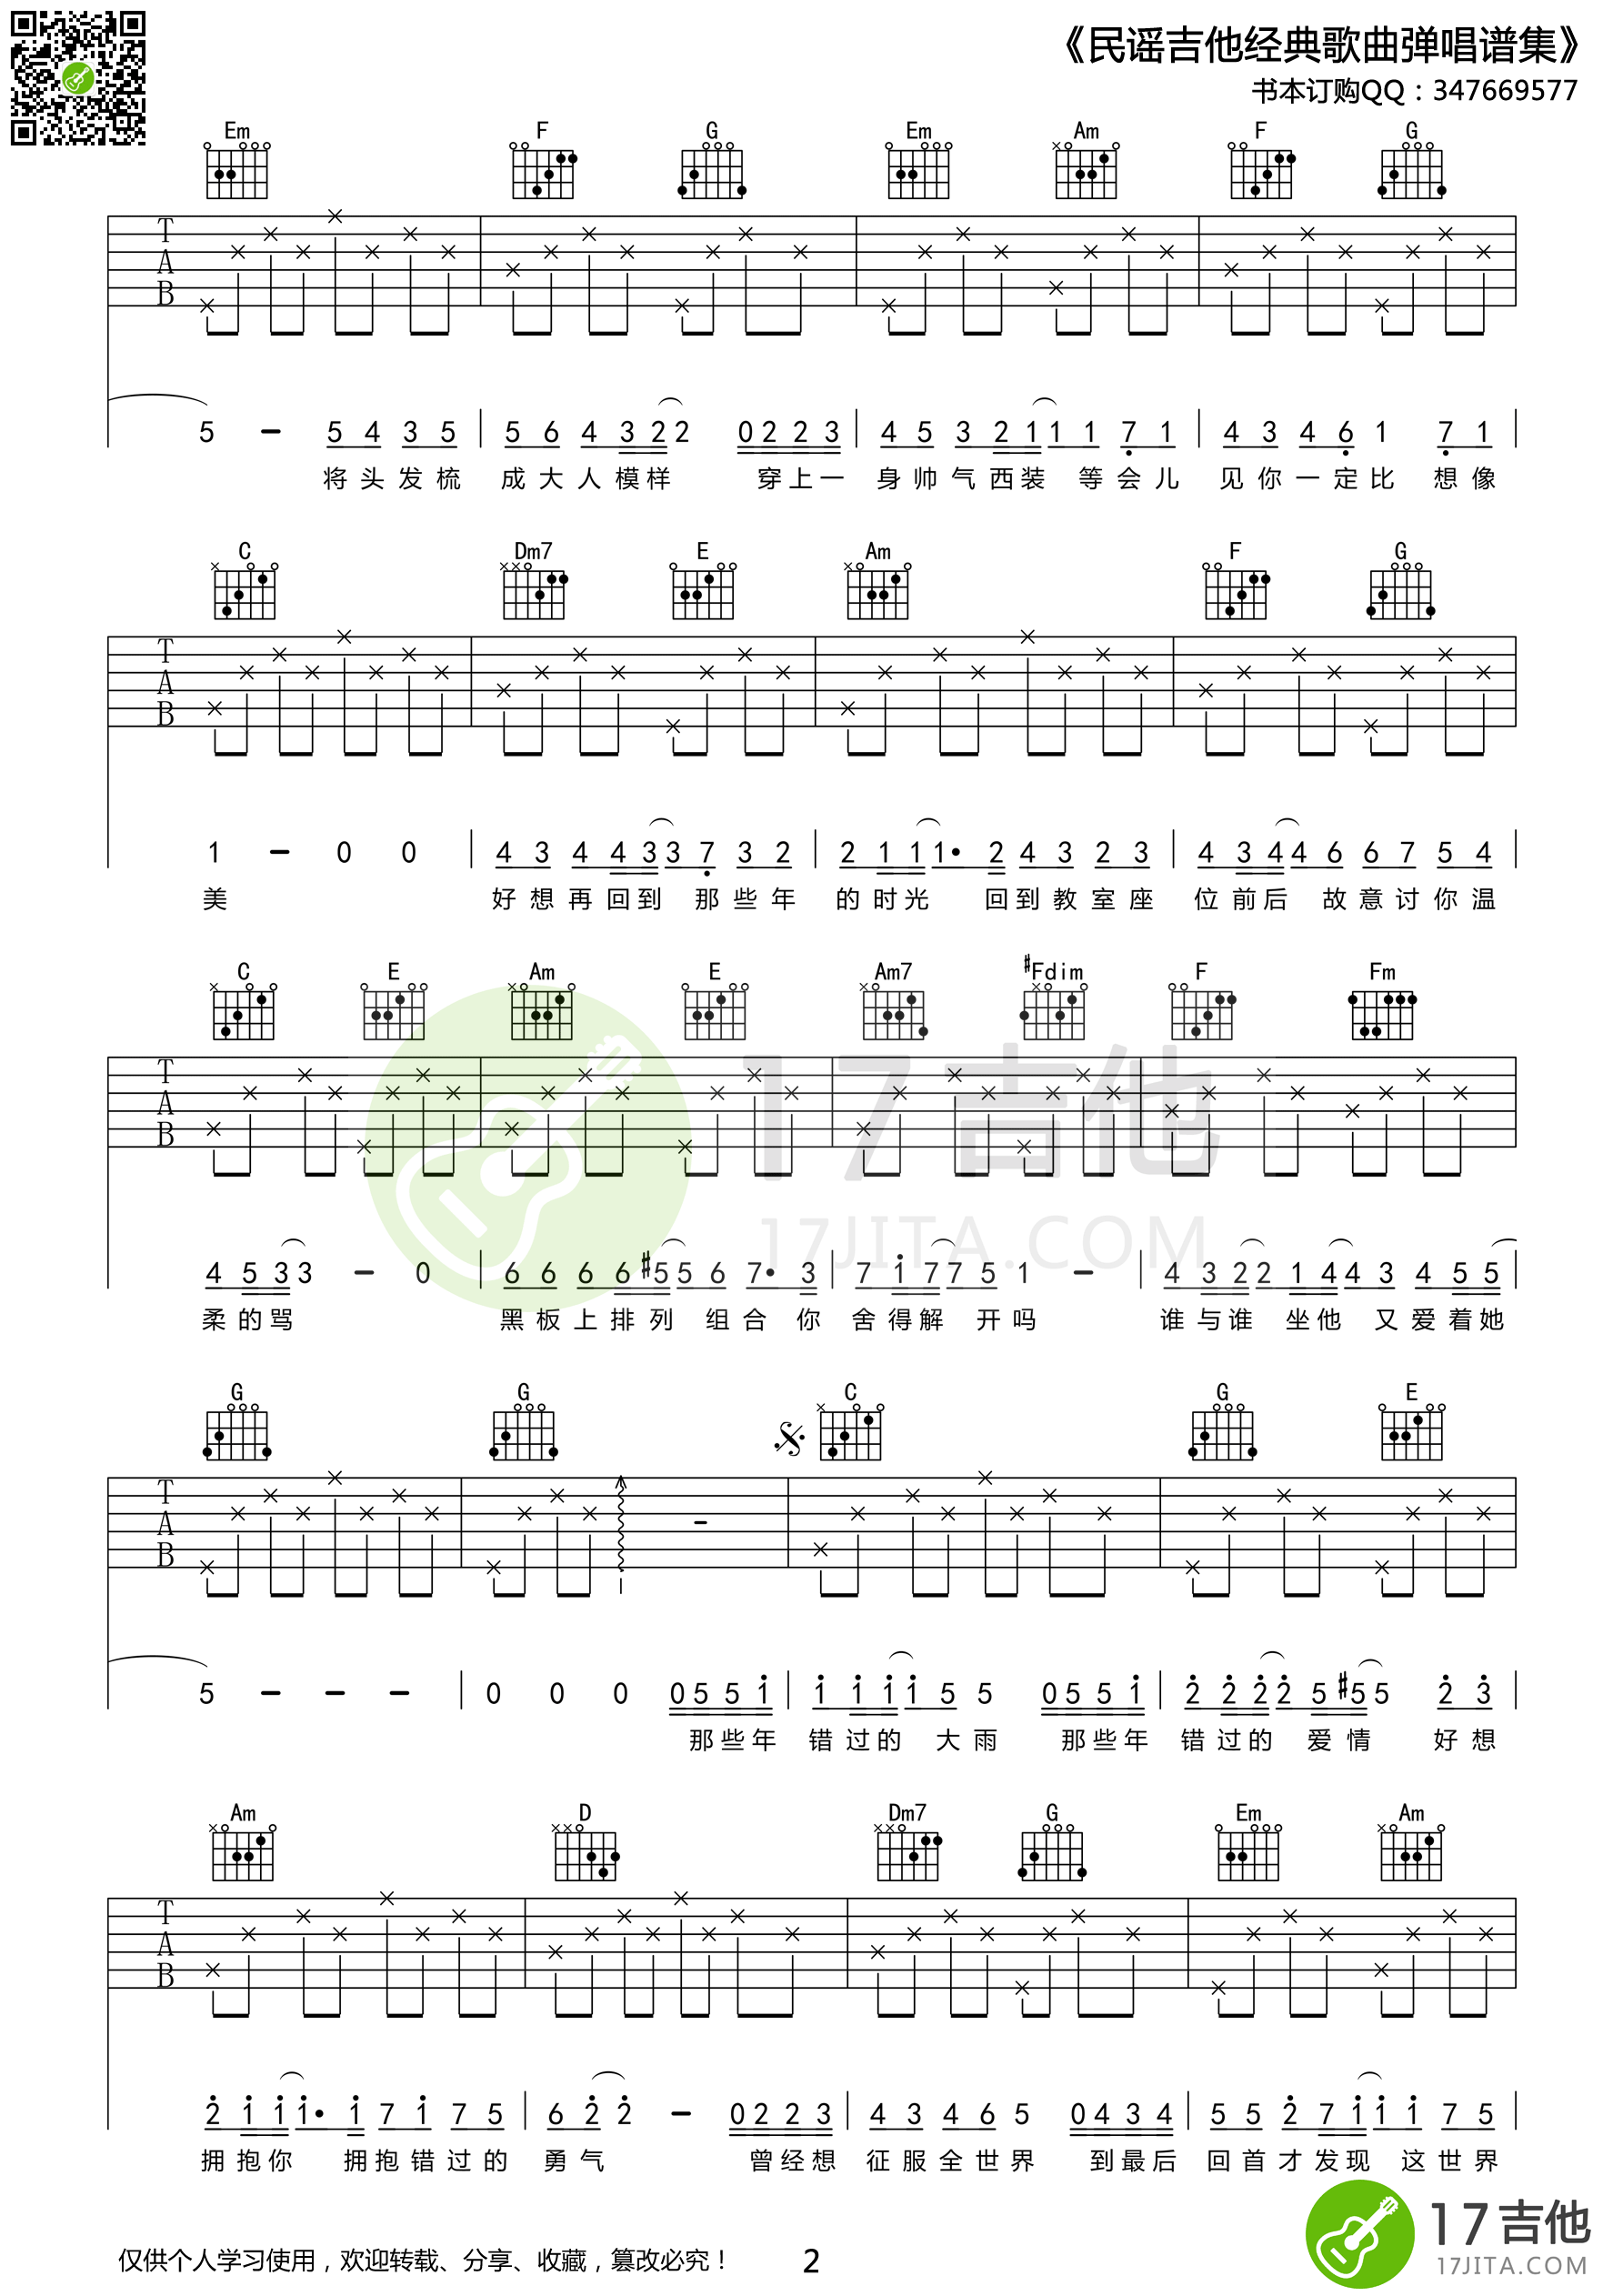 《民谣吉他经典歌曲弹唱谱集》
书本订购QQ：347669577
Em F G Em Am F G
T
A
B
5 - 5 4 3 5 | 5 6 4 3 2 2 0 2 2 3 | 4 5 3 2 1 1 1 7 1 | 4 3 4 6 1 7 1 |
将头发梳 成大人模样 穿上一 身帅气西装 等会儿 见你一定比 想像
C Dm7 E Am F G
T
A
B
1 - 0 0 | 4 3 4 4 3 3 7 3 2 | 2 1 1 1· 2 4 3 2 3 | 4 3 4 4 6 6 7 5 4 |
美 好想再回到 那些年 的时光 回到教室座 位前后 故意讨你温
C E Am E Am7 #Fdim F Fm
T
A
B
4 5 3 3 - 0 | 6 6 6 6 #5 5 6 7· 3 | 7 1 7 7 5 1 - | 4 3 2 2 1 4 4 3 4 5 5 |
柔的骂 黑板上排列 组合 你 舍得解 开吗 谁与谁 坐他 又爱着她
17吉他
17JITA.COM
G G C G E
T
A
B
5 - - - | 0 0 0 0 5 5 1 | 1 1 1 1 5 5 0 5 5 1 | 2 2 2 2 5 #5 5 2 3 |
那些年 错过的 大雨 那些年 错过的 爱情 好想
Am D Dm7 G Em Am
T
A
B
2 1 1 1· 1 7 1 7 5 | 6 2 2 - 0 2 2 3 | 4 3 4 6 5 0 4 3 4 | 5 5 2 7 1 1 1 7 5 |
拥抱你 拥抱错过的 勇气 曾经想 征服全世界 到最后 回首才发现 这世界
仅供个人学习使用，欢迎转载、分享、收藏，篡改必究！ 2
17吉他
17JITA.COM